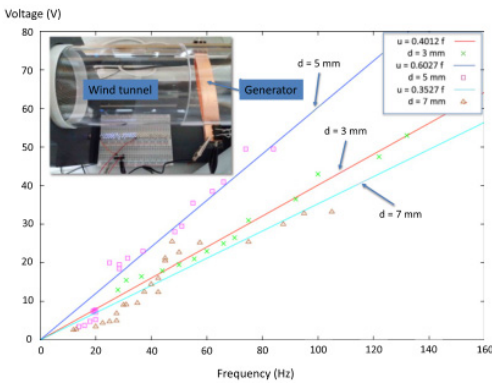 Voltage (V)
80
70
60
50
40
30
20
10
0
0
20
40
60
80
100
120
140
160
Frequency (Hz)
Wind tunnel
Generator
d = 5 mm
d = 3 mm
d = 7 mm
u = 0.4012 f
d = 3 mm
u = 0.6027 f
d = 5 mm
u = 0.3527 f
d = 7 mm